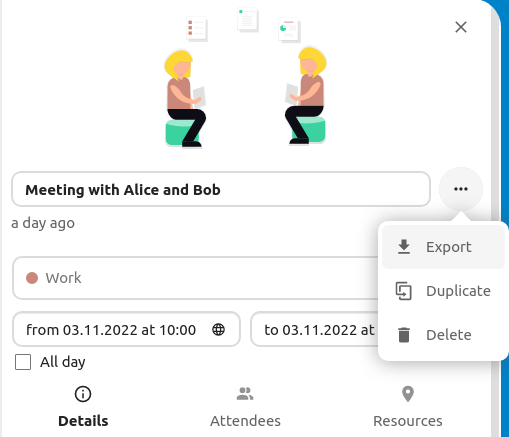 Meeting with Alice and Bob
a day ago
Export
Work
Duplicate
from 03.11.2022 at 10:00
to 03.11.2022 at
Delete
All day
Details
Attendees
Resources